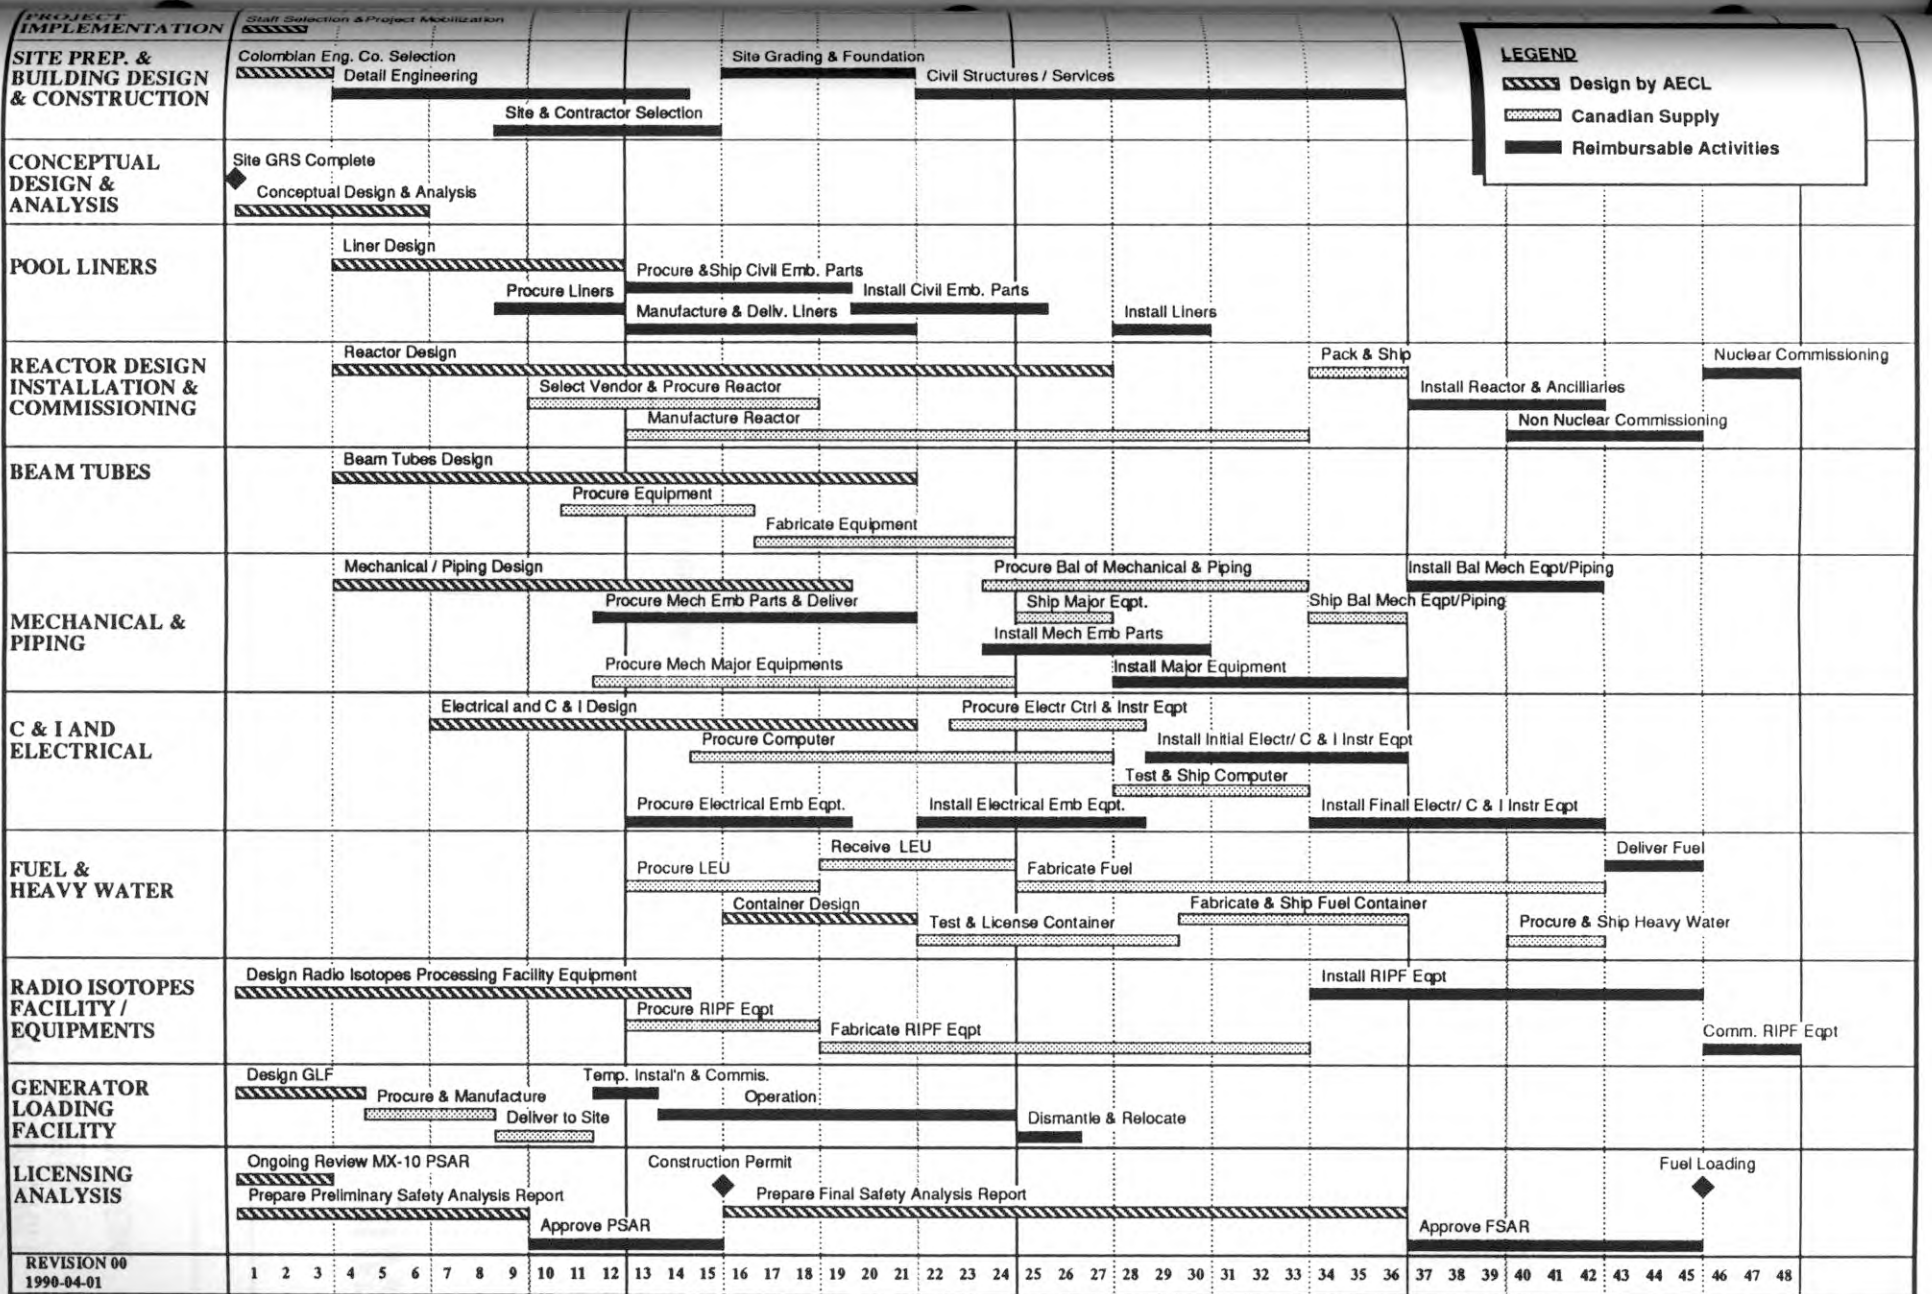 PROJECT
IMPLEMENTATION
Staff Selection & Project Mobilization
SITE PREP. &
BUILDING DESIGN
& CONSTRUCTION
Colombian Eng. Co. Selection
Detail Engineering
Site & Contractor Selection
Site Grading & Foundation
Civil Structures / Services
LEGEND
Design by AECL
Canadian Supply
Reimbursable Activities
CONCEPTUAL
DESIGN &
ANALYSIS
Site GRS Complete
Conceptual Design & Analysis
POOL LINERS
Liner Design
Procure &Ship Civil Emb. Parts
Procure Liners
Install Civil Emb. Parts
Manufacture & Deliv. Liners
Install Liners
REACTOR DESIGN
INSTALLATION &
COMMISSIONING
Reactor Design
Pack & Ship
Nuclear Commissioning
Select Vendor & Procure Reactor
Install Reactor & Ancilliaries
Manufacture Reactor
Non Nuclear Commissioning
BEAM TUBES
Beam Tubes Design
Procure Equipment
Fabricate Equipment
MECHANICAL &
PIPING
Mechanical / Piping Design
Procure Bal of Mechanical & Piping
Install Bal Mech Eqpt/Piping
Procure Mech Emb Parts & Deliver
Ship Major Eqpt.
Ship Bal Mech Eqpt/Piping
Install Mech Emb Parts
Procure Mech Major Equipments
Install Major Equipment
C & I AND
ELECTRICAL
Electrical and C & I Design
Procure Electr Ctrl & Instr Eqpt
Procure Computer
Install Initial Electr/ C & I Instr Eqpt
Test & Ship Computer
Procure Electrical Emb Eqpt.
Install Electrical Emb Eqpt.
Install Finall Electr/ C & I Instr Eqpt
FUEL &
HEAVY WATER
Receive LEU
Deliver Fuel
Procure LEU
Fabricate Fuel
Container Design
Fabricate & Ship Fuel Container
Test & License Container
Procure & Ship Heavy Water
RADIO ISOTOPES
FACILITY /
EQUIPMENTS
Design Radio Isotopes Processing Facility Equipment
Install RIPF Eqpt
Procure RIPF Eqpt
Fabricate RIPF Eqpt
Comm. RIPF Eqpt
GENERATOR
LOADING
FACILITY
Design GLF
Temp. Instal'n & Commis.
Procure & Manufacture
Operation
Deliver to Site
Dismantle & Relocate
LICENSING
ANALYSIS
Ongoing Review MX-10 PSAR
Construction Permit
Fuel Loading
Prepare Preliminary Safety Analysis Report
Prepare Final Safety Analysis Report
Approve PSAR
Approve FSAR
REVISION 00
1990-04-01
1 2 3 4 5 6 7 8 9 10 11 12 13 14 15 16 17 18 19 20 21 22 23 24 25 26 27 28 29 30 31 32 33 34 35 36 37 38 39 40 41 42 43 44 45 46 47 48